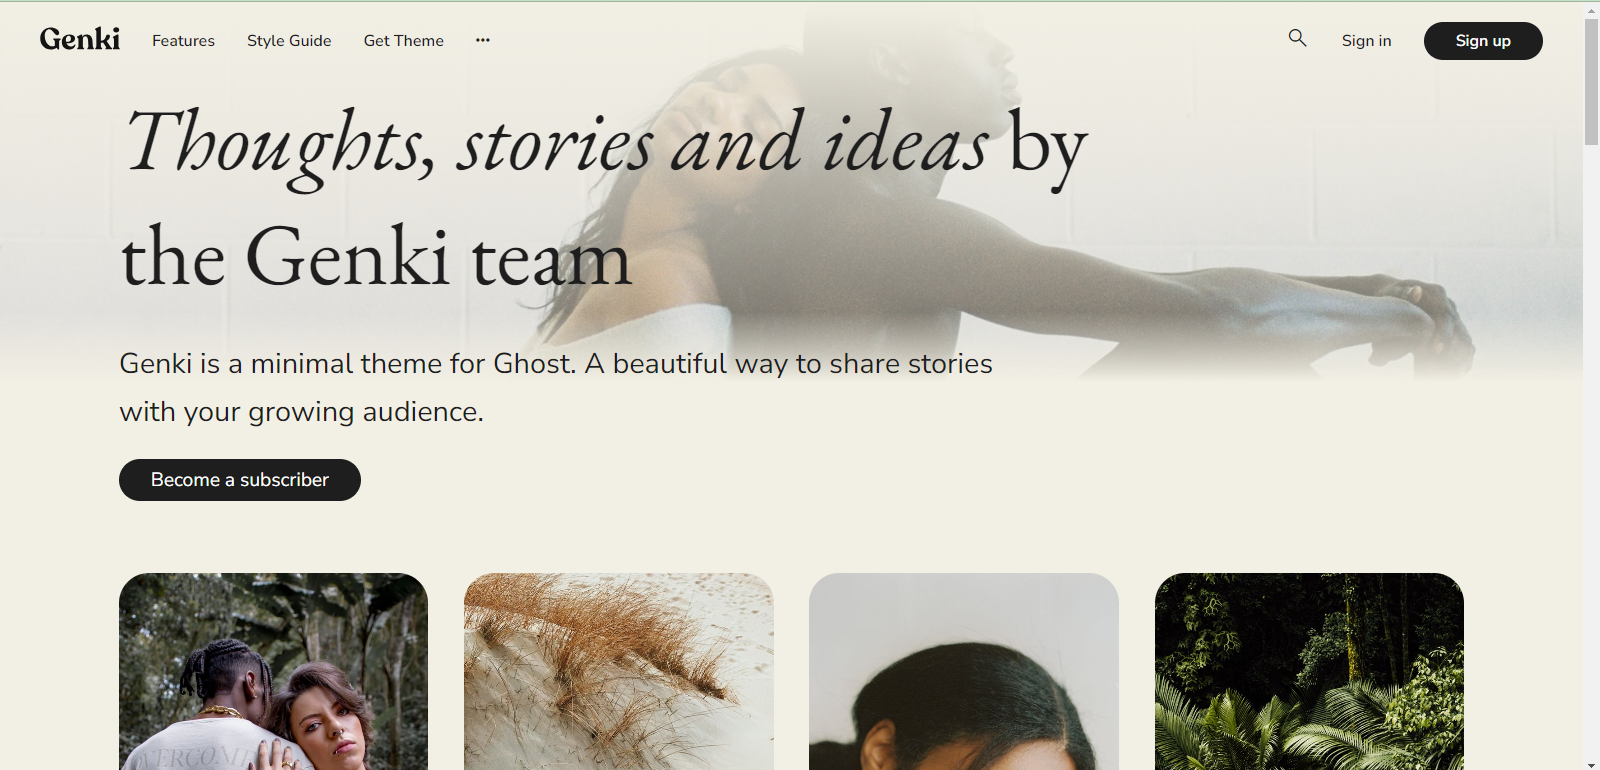 Genki
Features
Style Guide
Get Theme
•••
Sign in
Sign up
Thoughts, stories and ideas by
the Genki team
Genki is a minimal theme for Ghost. A beautiful way to share stories
with your growing audience.
Become a subscriber
OVERCOME